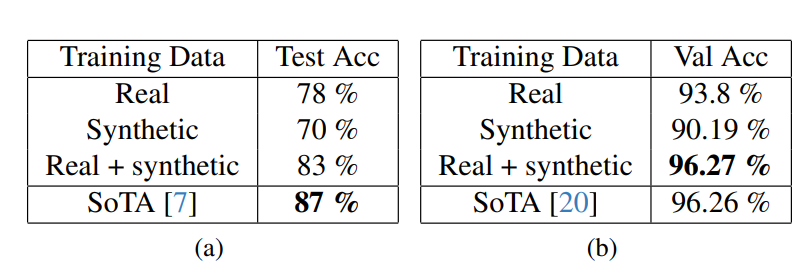 Training Data Test Acc
Real 78 %
Synthetic 70 %
Real + synthetic 83 %
SoTA [7] 87 %
(a)
Training Data Val Acc
Real 93.8 %
Synthetic 90.19 %
Real + synthetic 96.27 %
SoTA [20] 96.26 %
(b)